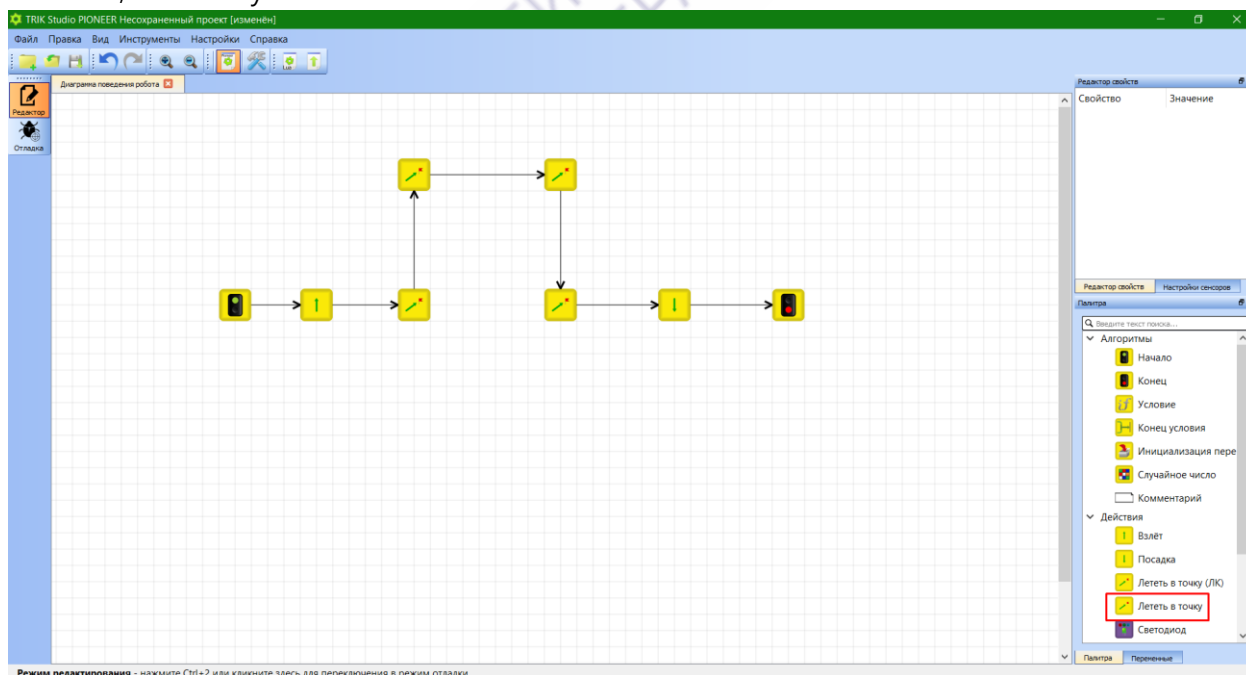 TRIK Studio PIONEER Несохраненный проект [изменён]
Файл Правка Вид Инструменты Настройки Справка
Диаграмма поведения робота
Редактор
Отладка
Редактор свойств
Свойство Значение
Редактор свойств Настройки сенсоров
Палитра
Введите текст поиска...
Алгоритмы
Начало
Конец
Условие
Конец условия
Инициализация пере
Случайное число
Комментарий
Действия
Взлёт
Посадка
Лететь в точку (ЛК)
Лететь в точку
Светодиод
Палитра Переменные
Режим редактирования - нажмите Ctrl+2 или кликните здесь для переключения в режим отладки